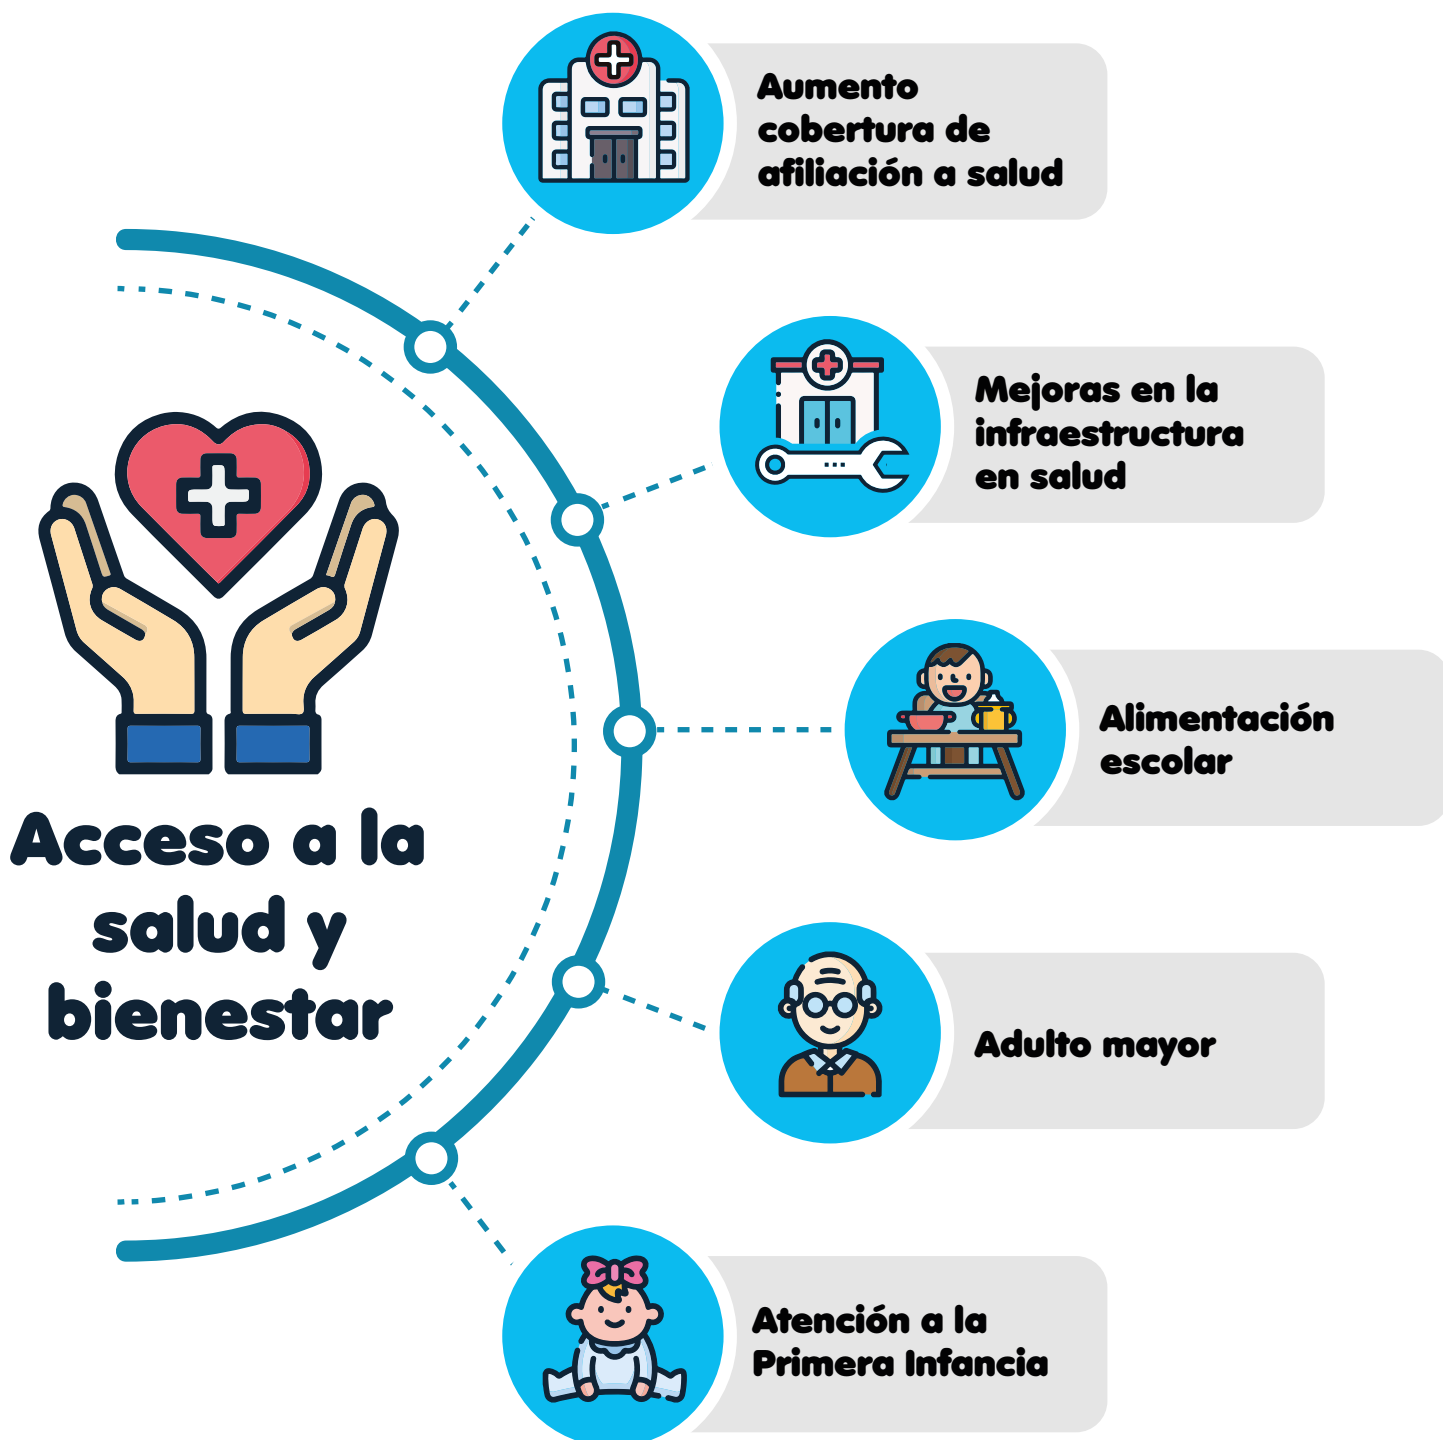 Aumento
cobertura de
afiliación a salud
Mejoras en la
infraestructura
en salud
Alimentación
escolar
Acceso a la
salud y
bienestar
Adulto mayor
Atención a la
Primera Infancia